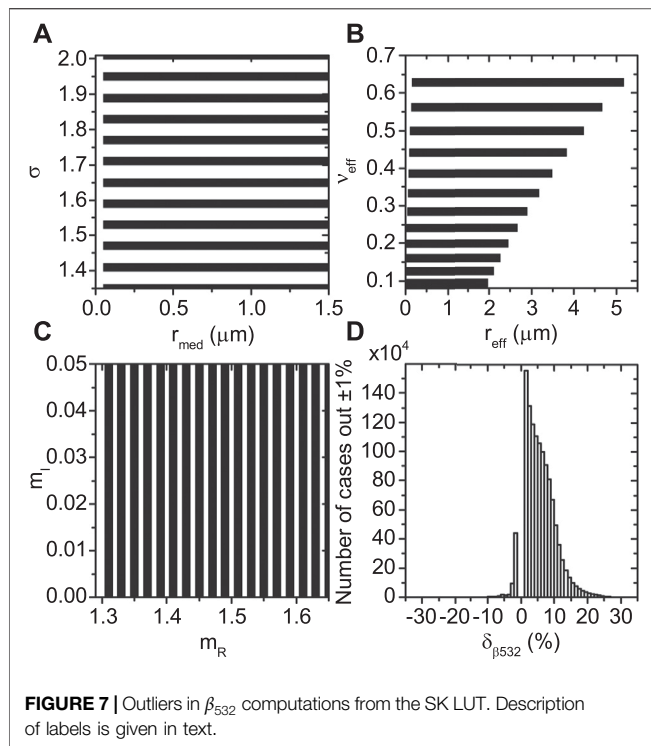 A
2.0
1.9
1.8
1.7
1.6
1.5
1.4
σ
0.0 0.5 1.0 1.5
r_med (μm)
B
0.7
0.6
0.5
0.4
0.3
0.2
0.1
ν_eff
0 1 2 3 4 5
r_eff (μm)
C
0.05
0.04
0.03
0.02
0.01
0.00
m_I
1.3 1.4 1.5 1.6
m_R
D
x10⁴
160
140
120
100
80
60
40
20
0
Number of cases out ±1%
-30 -20 -10 0 10 20 30
δ_β532 (%)
FIGURE 7 | Outliers in β₅₃₂ computations from the SK LUT. Description
of labels is given in text.